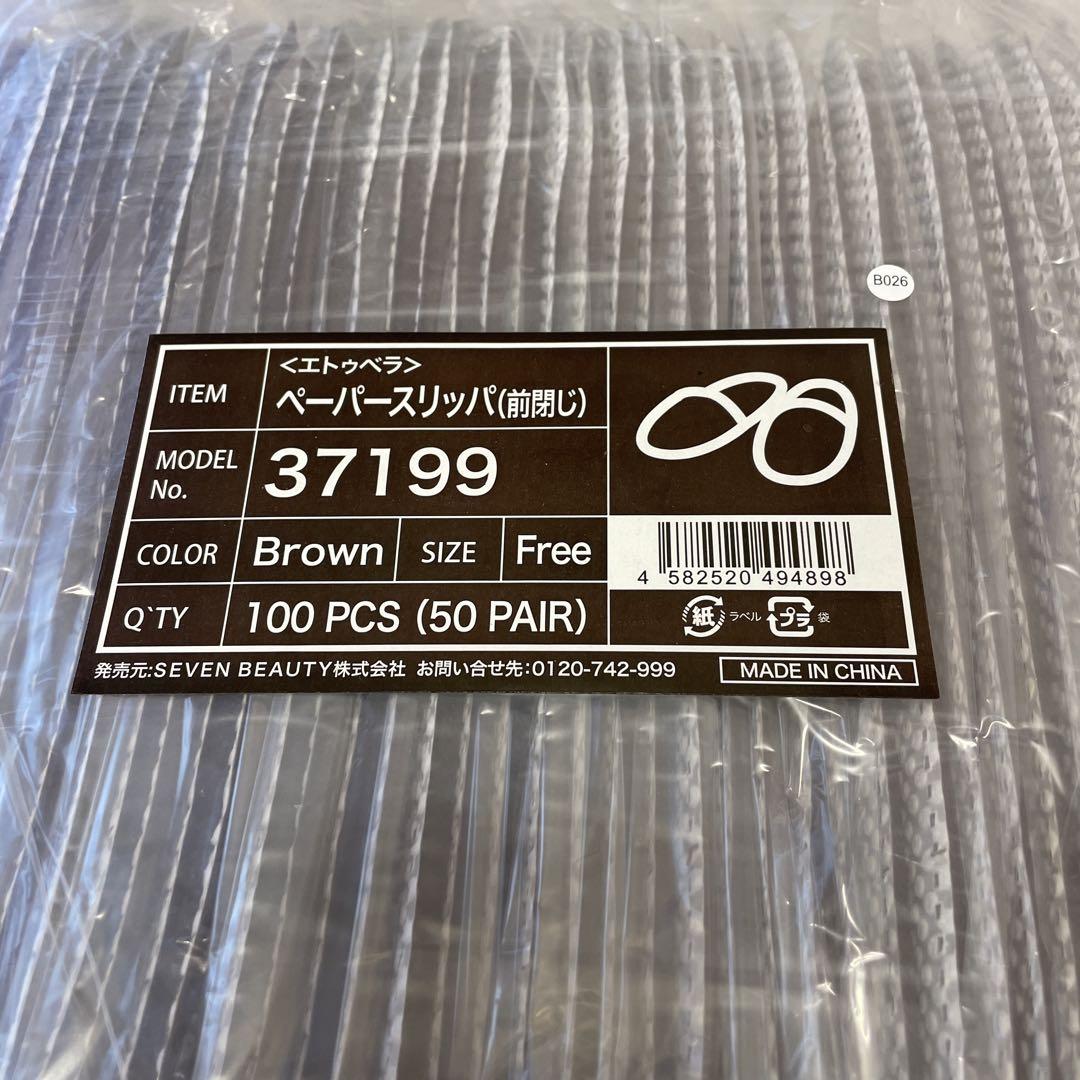 B026
ITEM
<エトゥベラ>
ペーパースリッパ(前閉じ)
MODEL No.
37199
COLOR Brown SIZE Free
Q`TY 100 PCS (50 PAIR)
4 582520 494898
紙 ラベル プラ 袋
発売元:SEVEN BEAUTY株式会社 お問い合せ先:0120-742-999
MADE IN CHINA